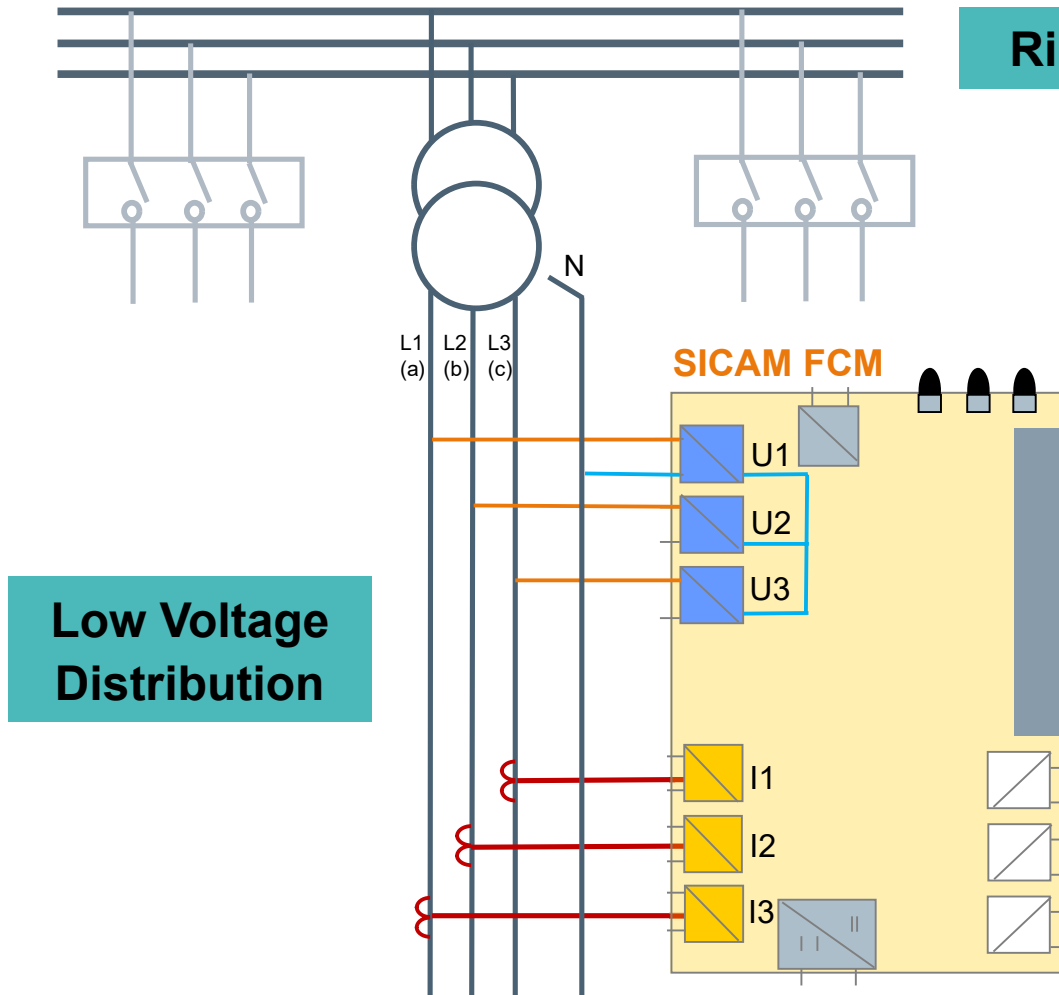 Ri
N
L1 L2 L3
(a) (b) (c)
SICAM FCM
U1
U2
U3
Low Voltage
Distribution
I1
I2
I3